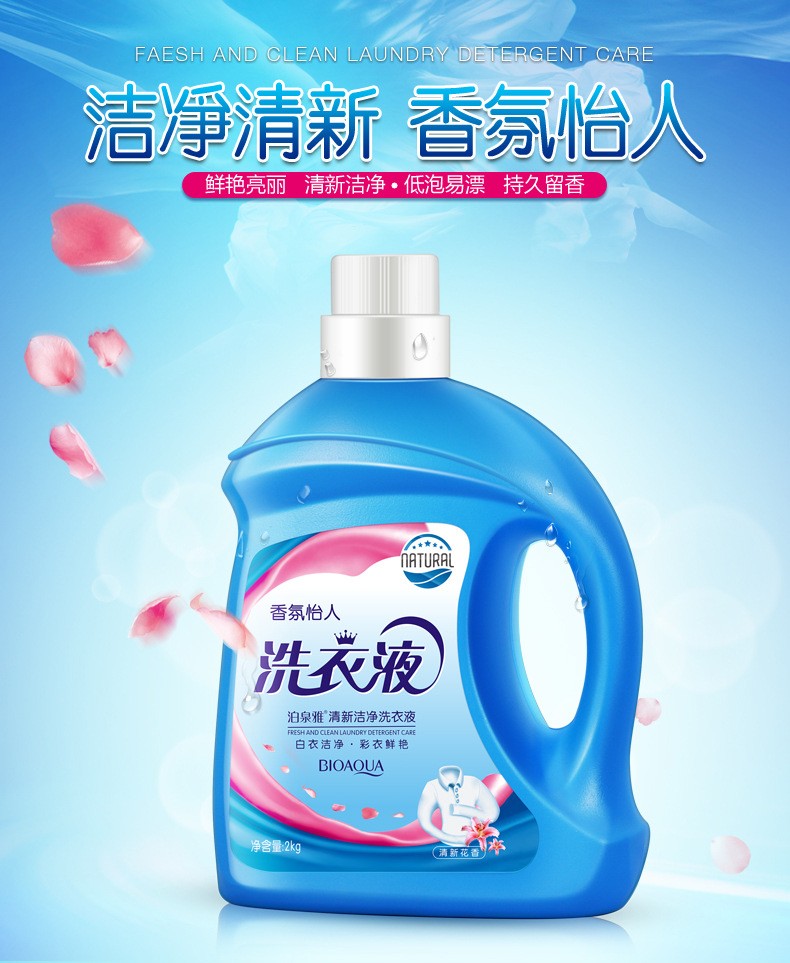 FAESH AND CLEAN LAUNDRY DETERGENT CARE
洁净清新 香氛怡人
鲜艳亮丽 清新洁净•低泡易漂 持久留香
NATURAL
香氛怡人
洗衣液
泊泉雅®清新洁净洗衣液
FRESH AND CLEAN LAUNDRY DETERGENT CARE
白衣洁净·彩衣鲜艳
BIOAQUA
净含量:2kg
清新花香